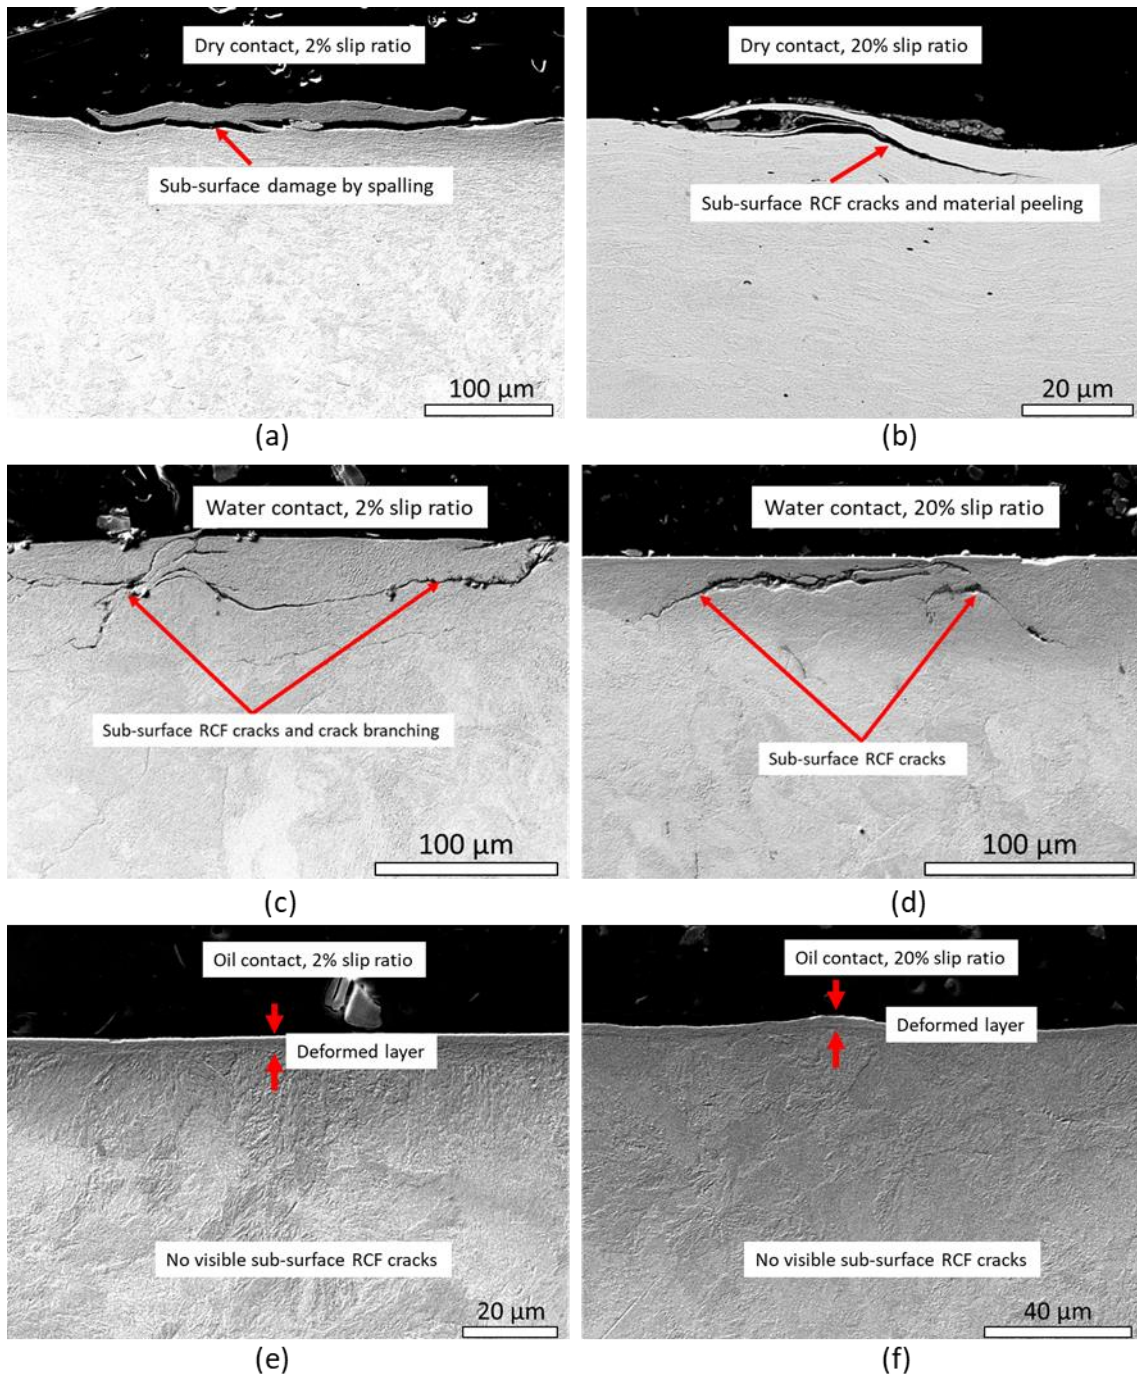 Dry contact, 2% slip ratio
Sub-surface damage by spalling
100 μm
(a)
Dry contact, 20% slip ratio
Sub-surface RCF cracks and material peeling
20 μm
(b)
Water contact, 2% slip ratio
Sub-surface RCF cracks and crack branching
100 μm
(c)
Water contact, 20% slip ratio
Sub-surface RCF cracks
100 μm
(d)
Oil contact, 2% slip ratio
Deformed layer
No visible sub-surface RCF cracks
20 μm
(e)
Oil contact, 20% slip ratio
Deformed layer
No visible sub-surface RCF cracks
40 μm
(f)